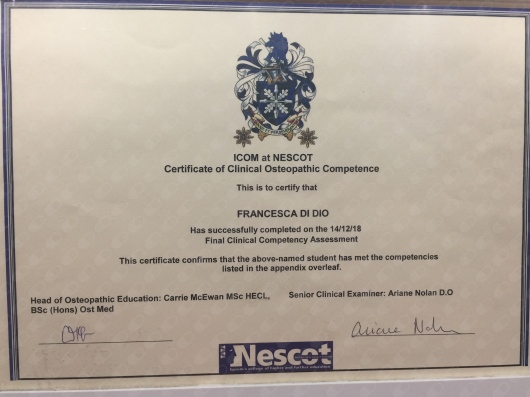 ICOM at NESCOT
Certificate of Clinical Osteopathic Competence
This is to certify that
FRANCESCA DI DIO
Has successfully completed on the 14/12/18
Final Clinical Competency Assessment
This certificate confirms that the above-named student has met the competencies
listed in the appendix overleaf.
Head of Osteopathic Education: Carrie McEwan MSc HECL,
BSc (Hons) Ost Med
Senior Clinical Examiner: Ariane Nolan D.O
Ariane Nolan
Nescot